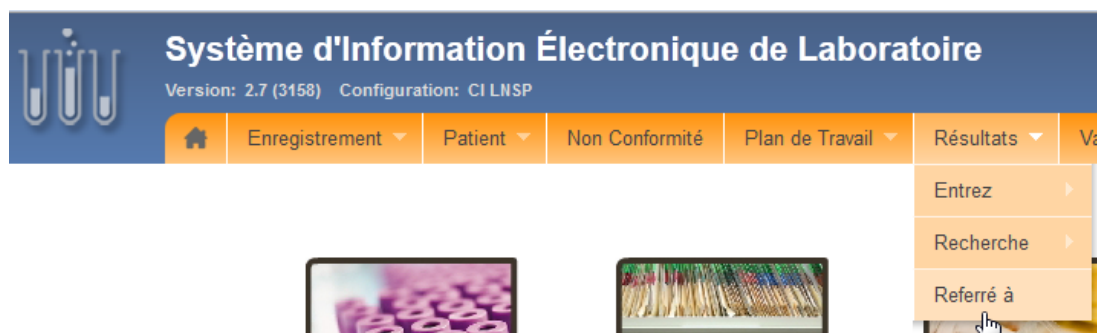 Système d'Information Électronique de Laboratoire
Version: 2.7 (3158) Configuration: CI LNSP
Enregistrement Patient Non Conformité Plan de Travail Résultats
Entrez
Recherche
Referré à